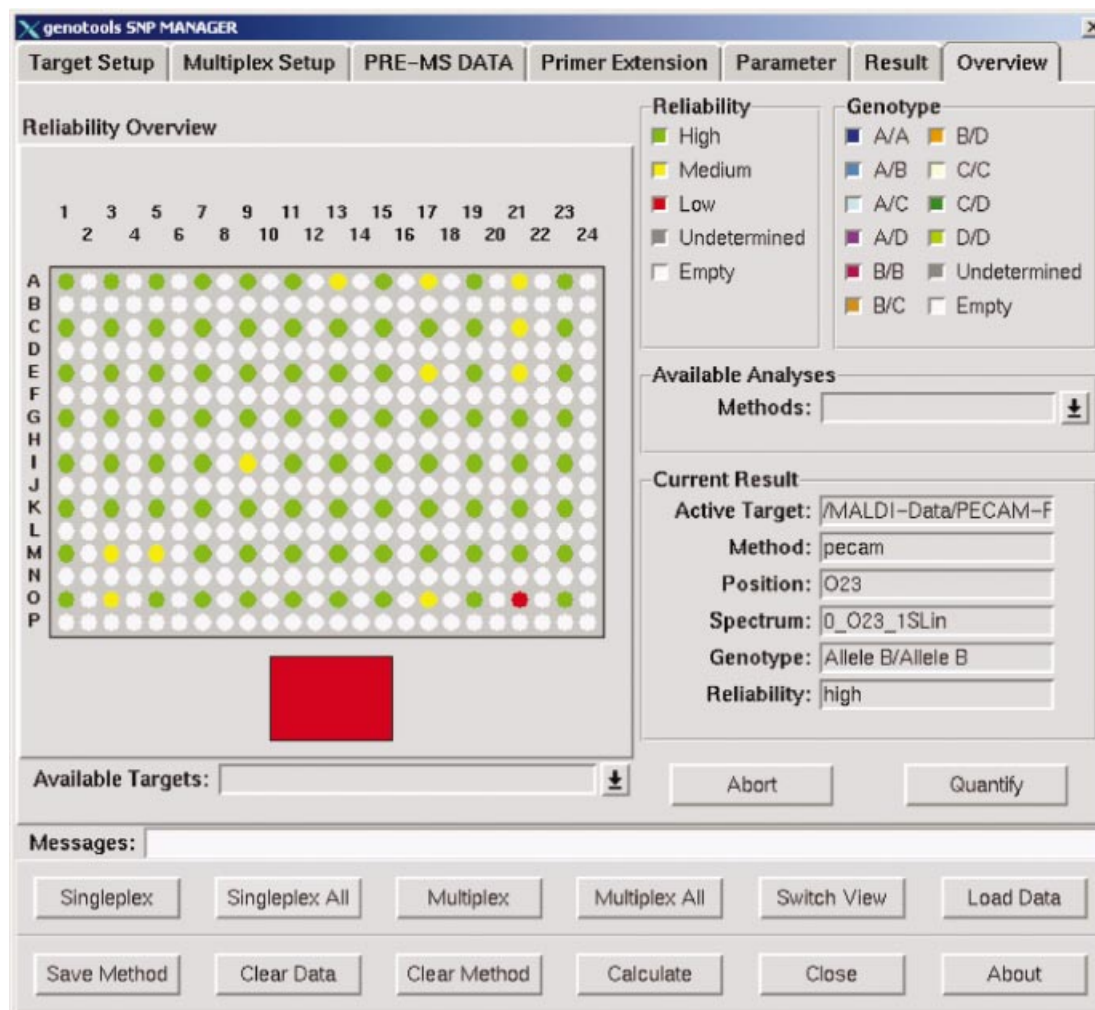 genotools SNP MANAGER
Target Setup Multiplex Setup PRE-MS DATA Primer Extension Parameter Result Overview
Reliability Overview
1 3 5 7 9 11 13 15 17 19 21 23
2 4 6 8 10 12 14 16 18 20 22 24
A
B
C
D
E
F
G
H
I
J
K
L
M
N
O
P
Reliability
High
Medium
Low
Undetermined
Empty
Genotype
A/A B/D
A/B C/C
A/C C/D
A/D D/D
B/B Undetermined
B/C Empty
Available Analyses
Methods:
Current Result
Active Target: /MALDI-Data/PECAM-F
Method: pecam
Position: O23
Spectrum: 0_O23_1SLin
Genotype: Allele B/Allele B
Reliability: high
Available Targets:
Abort Quantify
Messages:
Singleplex Singleplex All Multiplex Multiplex All Switch View Load Data
Save Method Clear Data Clear Method Calculate Close About